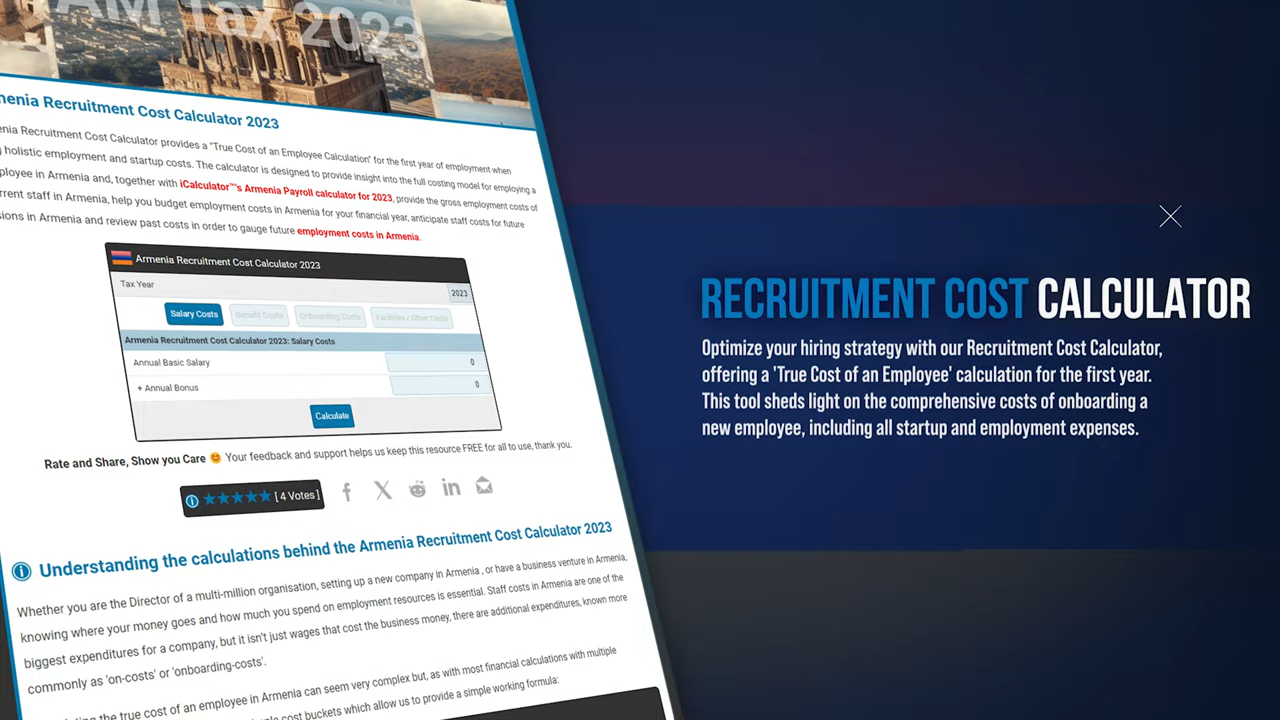 AM Tax 2023
menia Recruitment Cost Calculator 2023
enia Recruitment Cost Calculator provides a "True Cost of an Employee Calculation" for the first year of employment when
holistic employment and startup costs. The calculator is designed to provide insight into the full costing model for employing a
ployee in Armenia and, together with iCalculator™'s Armenia Payroll calculator for 2023, provide the gross employment costs of
rrent staff in Armenia, help you budget employment costs in Armenia for your financial year, anticipate staff costs for future
sions in Armenia and review past costs in order to gauge future employment costs in Armenia.
Armenia Recruitment Cost Calculator 2023
Tax Year 2023
Salary Costs Benefit Costs Onboarding Costs Facilities / Other Costs
Armenia Recruitment Cost Calculator 2023: Salary Costs
Annual Basic Salary 0
+ Annual Bonus 0
Calculate
Rate and Share, Show you Care 😊 Your feedback and support helps us keep this resource FREE for all to use, thank you.
[ 4 Votes ]
Understanding the calculations behind the Armenia Recruitment Cost Calculator 2023
Whether you are the Director of a multi-million organisation, setting up a new company in Armenia , or have a business venture in Armenia,
knowing where your money goes and how much you spend on employment resources is essential. Staff costs in Armenia are one of the
biggest expenditures for a company, but it isn't just wages that cost the business money, there are additional expenditures, known more
commonly as 'on-costs' or 'onboarding-costs'.
the true cost of an employee in Armenia can seem very complex but, as with most financial calculations with multiple
cost buckets which allow us to provide a simple working formula:
RECRUITMENT COST CALCULATOR
Optimize your hiring strategy with our Recruitment Cost Calculator,
offering a 'True Cost of an Employee' calculation for the first year.
This tool sheds light on the comprehensive costs of onboarding a
new employee, including all startup and employment expenses.